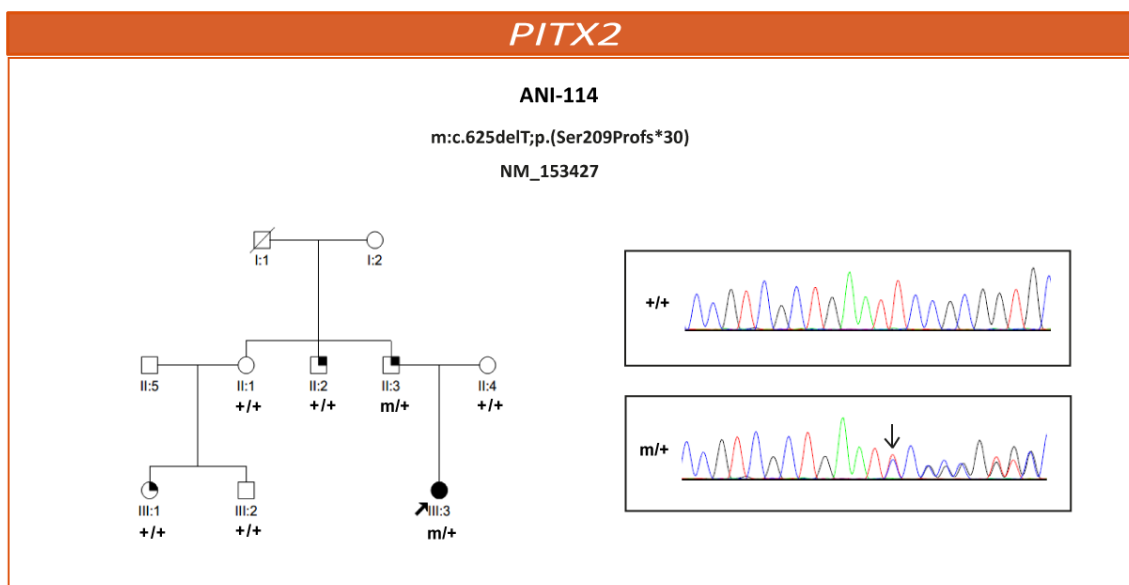 PITX2
ANI-114
m:c.625delT;p.(Ser209Profs*30)
NM_153427
I:1 I:2
II:5 II:1 II:2 II:3 II:4
+/+ +/+ m/+ +/+
III:1 III:2 III:3
+/+ +/+ m/+
+/+
m/+